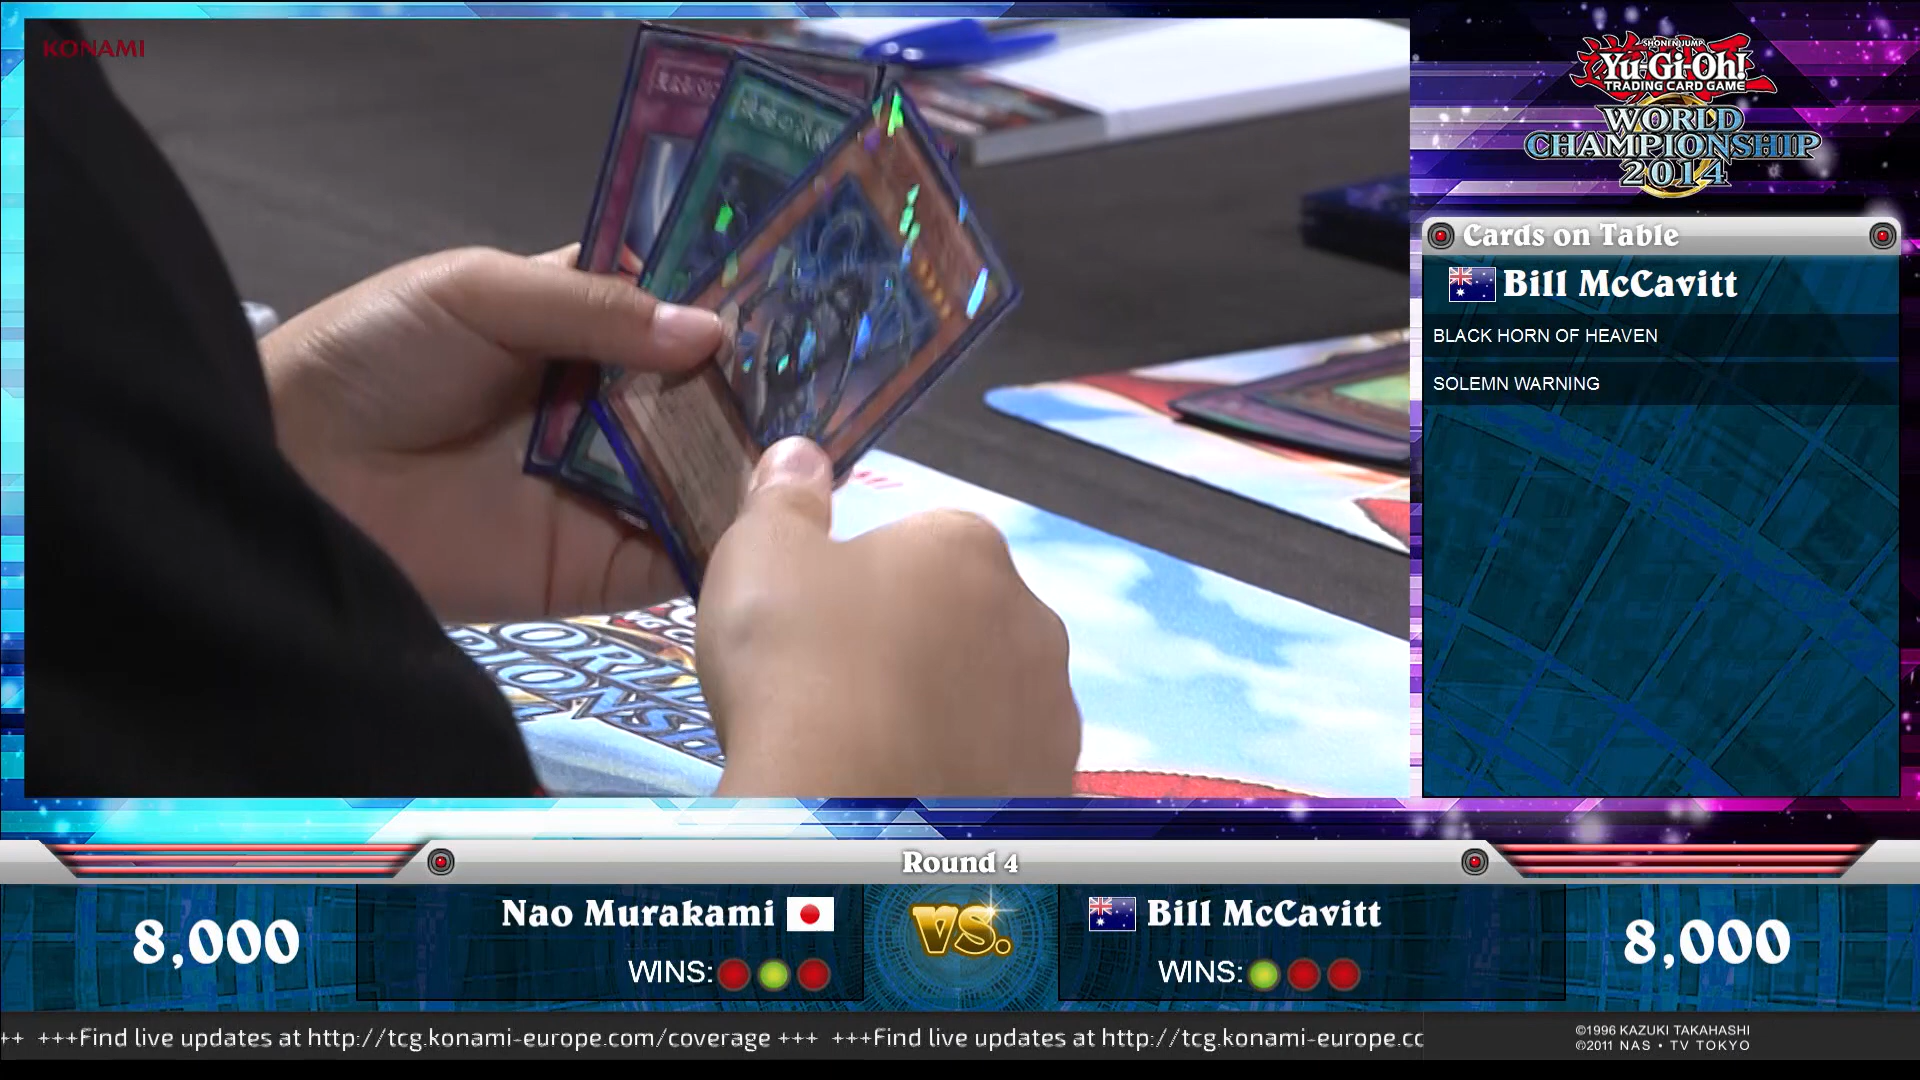 KONAMI
SHONEN JUMP
Yu-Gi-Oh!
TRADING CARD GAME
WORLD
CHAMPIONSHIP
2014
Cards on Table
Bill McCavitt
BLACK HORN OF HEAVEN
SOLEMN WARNING
Round 4
8,000
Nao Murakami
WINS:
VS.
Bill McCavitt
WINS:
8,000
++ +++Find live updates at http://tcg.konami-europe.com/coverage +++ +++Find live updates at http://tcg.konami-europe.cc
©1996 KAZUKI TAKAHASHI
©2011 NAS • TV TOKYO